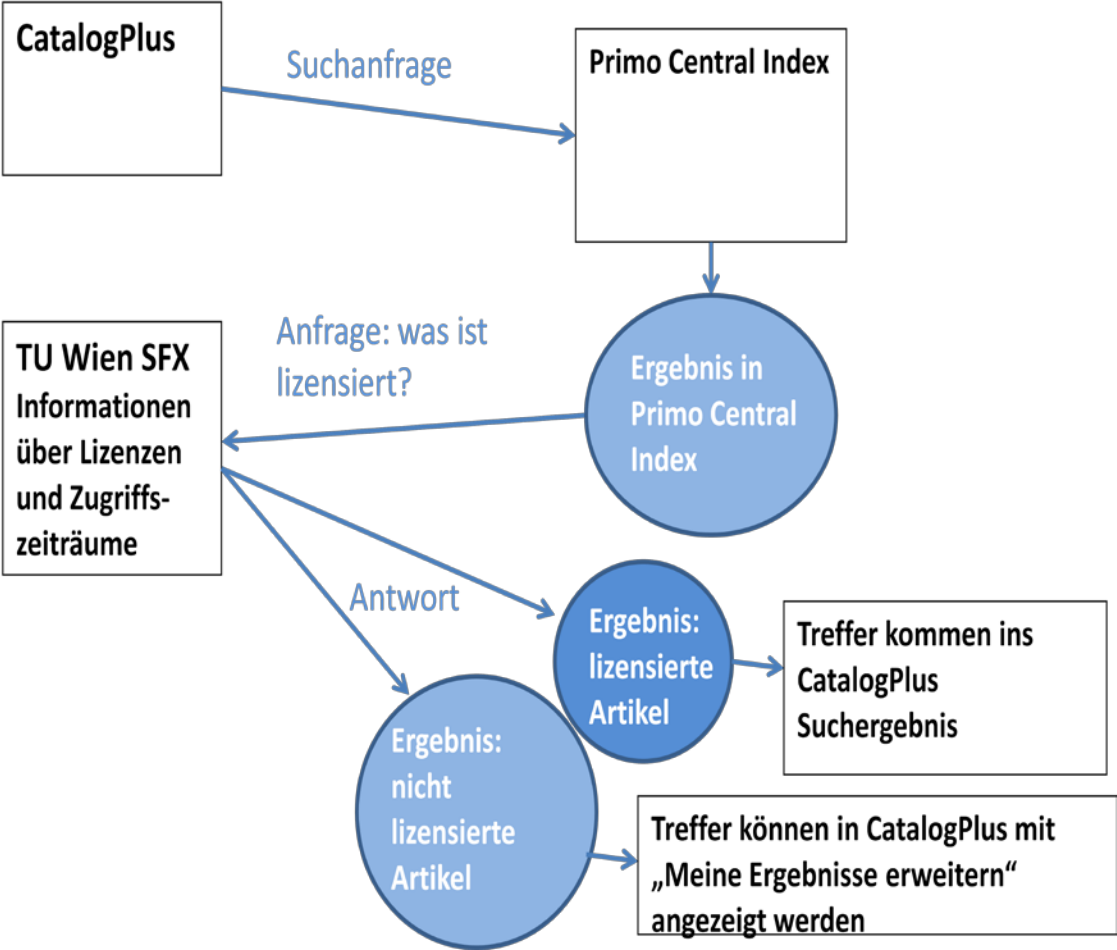 CatalogPlus
Suchanfrage
Primo Central Index
Ergebnis in
Primo Central
Index
Anfrage: was ist
lizensiert?
TU Wien SFX
Informationen
über Lizenzen
und Zugriffs-
zeiträume
Antwort
Ergebnis:
lizensierte
Artikel
Treffer kommen ins
CatalogPlus
Suchergebnis
Ergebnis:
nicht
lizensierte
Artikel
Treffer können in CatalogPlus mit
„Meine Ergebnisse erweitern“
angezeigt werden